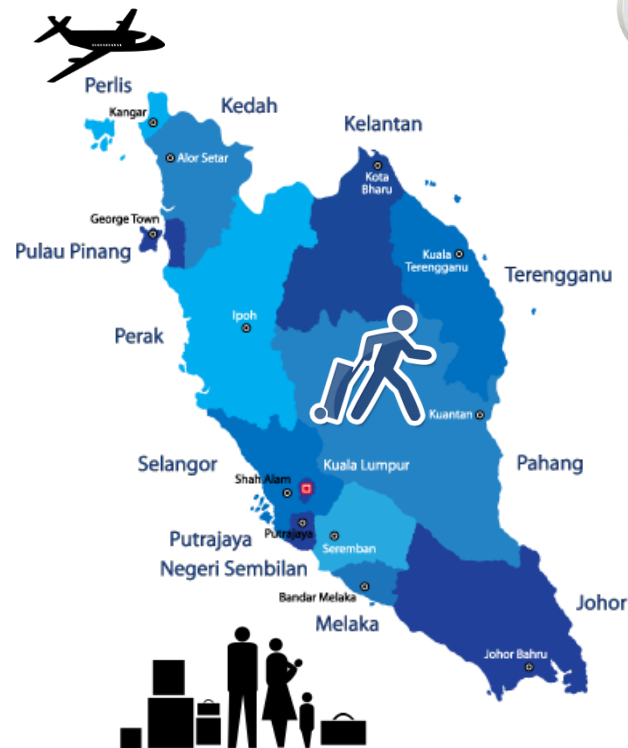 Perlis
Kangar
Kedah
Kelantan
Alor Setar
Kota
Bharu
George Town
Pulau Pinang
Kuala
Terengganu
Terengganu
Ipoh
Perak
Kuantan
Selangor
Kuala Lumpur
Pahang
Shah Alam
Putrajaya
Putrajaya
Seremban
Negeri Sembilan
Bandar Melaka
Melaka
Johor
Johor Bahru